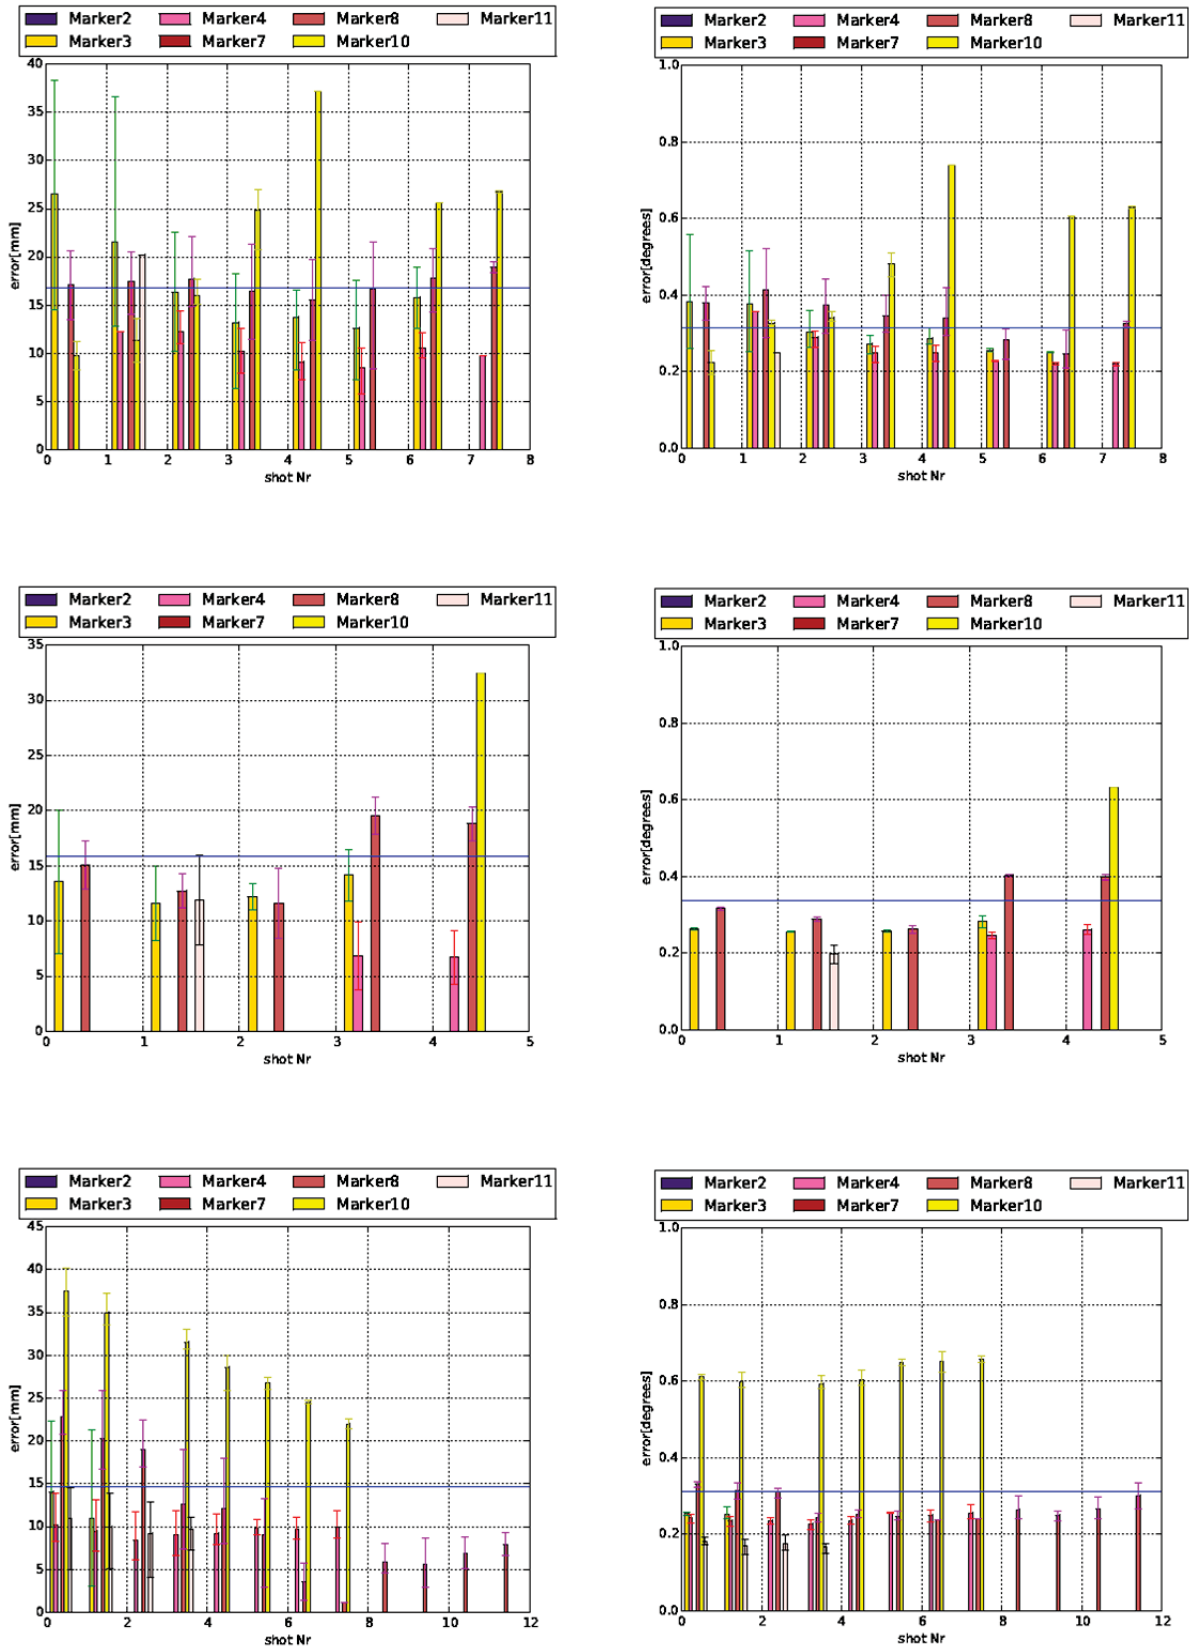 Marker2 Marker4 Marker8 Marker11
Marker3 Marker7 Marker10
40
35
30
25
20
15
10
5
0
error[mm]
0 1 2 3 4 5 6 7 8
shot Nr
Marker2 Marker4 Marker8 Marker11
Marker3 Marker7 Marker10
1.0
0.8
0.6
0.4
0.2
0.0
error[degrees]
0 1 2 3 4 5 6 7 8
shot Nr
Marker2 Marker4 Marker8 Marker11
Marker3 Marker7 Marker10
35
30
25
20
15
10
5
0
error[mm]
0 1 2 3 4 5
shot Nr
Marker2 Marker4 Marker8 Marker11
Marker3 Marker7 Marker10
1.0
0.8
0.6
0.4
0.2
0.0
error[degrees]
0 1 2 3 4 5
shot Nr
Marker2 Marker4 Marker8 Marker11
Marker3 Marker7 Marker10
45
40
35
30
25
20
15
10
5
0
error[mm]
0 2 4 6 8 10 12
shot Nr
Marker2 Marker4 Marker8 Marker11
Marker3 Marker7 Marker10
1.0
0.8
0.6
0.4
0.2
0.0
error[degrees]
0 2 4 6 8 10 12
shot Nr